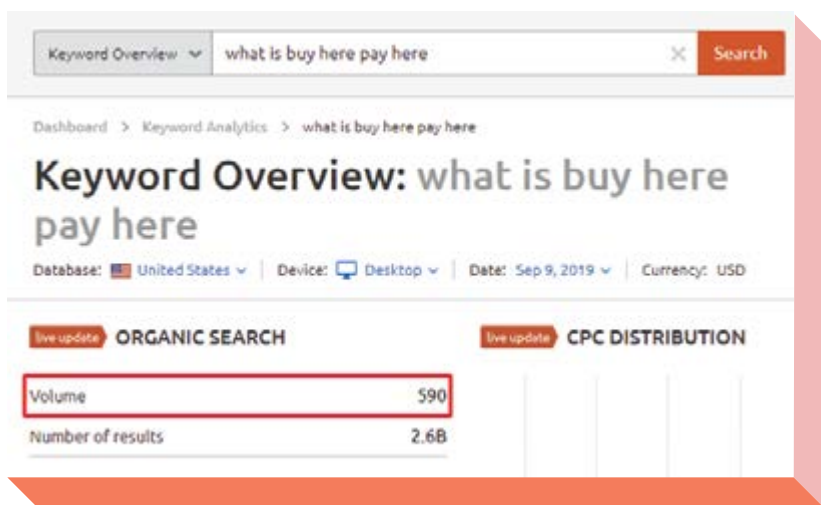 Keyword Overview what is buy here pay here × Search
Dashboard > Keyword Analytics > what is buy here pay here
Keyword Overview: what is buy here
pay here
Database: United States Device: Desktop Date: Sep 9, 2019 Currency: USD
live update ORGANIC SEARCH live update CPC DISTRIBUTION
Volume 590
Number of results 2.6B